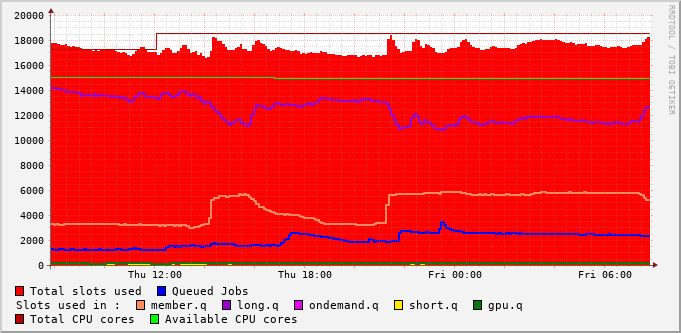 20000
18000
16000
14000
12000
10000
8000
6000
4000
2000
0
Thu 12:00 Thu 18:00 Fri 00:00 Fri 06:00
RRDTOOL / TOBI OETIKER
Total slots used Queued Jobs
Slots used in : member.q long.q ondemand.q short.q gpu.q
Total CPU cores Available CPU cores